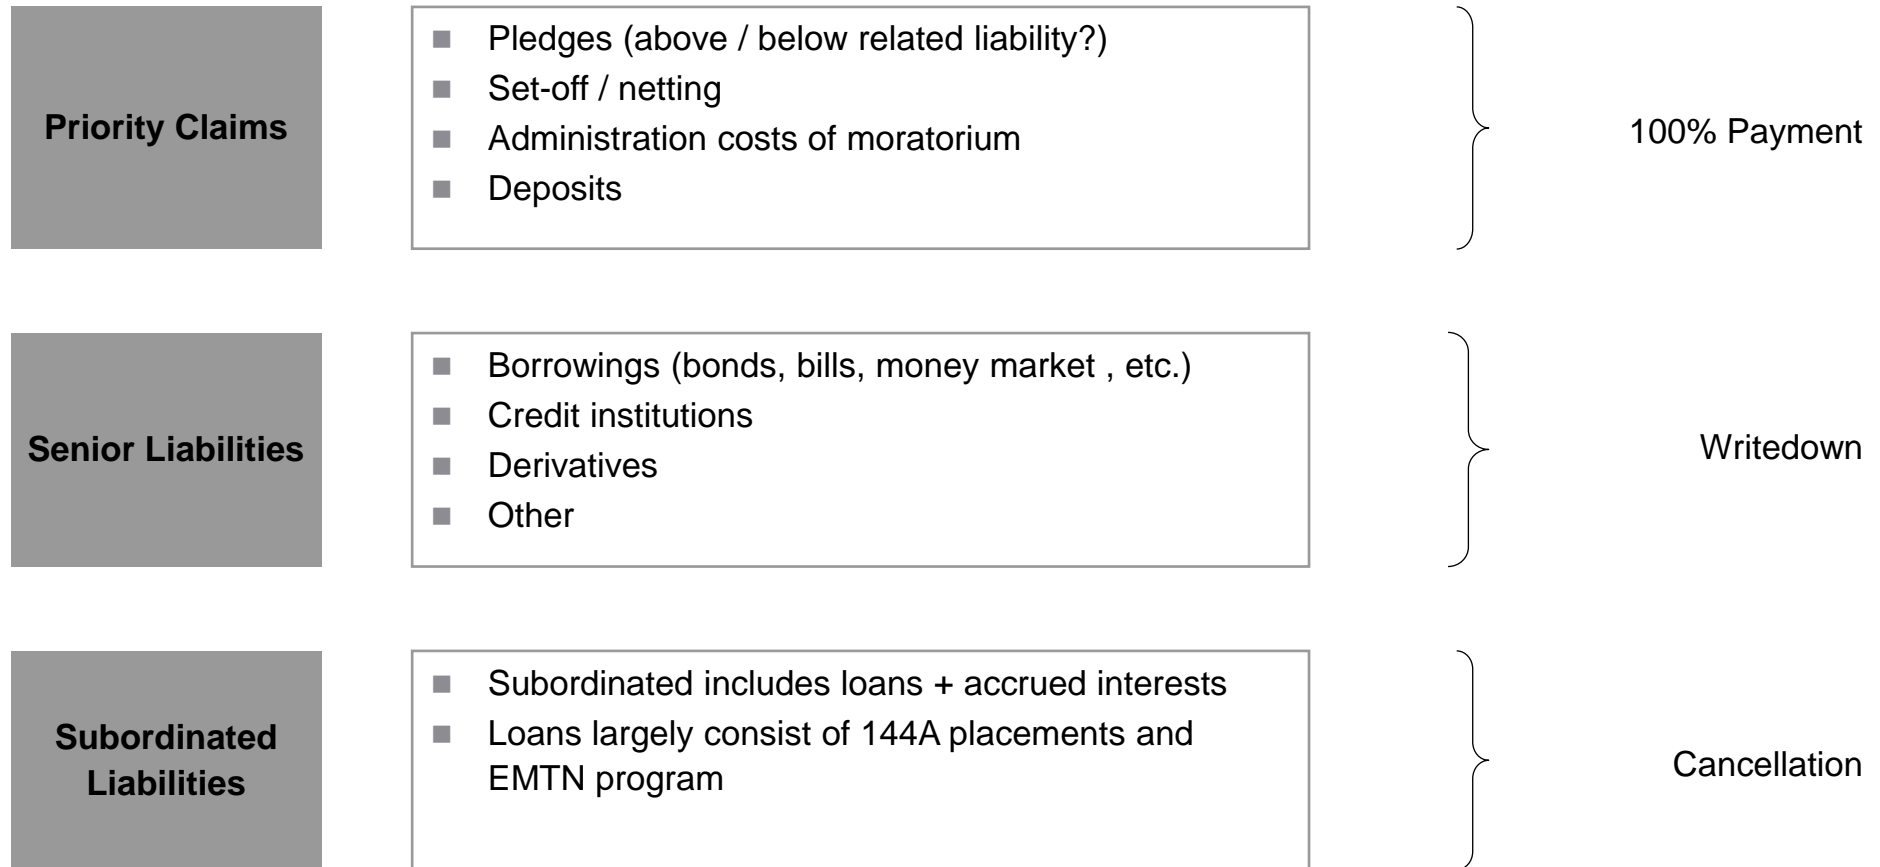 Priority Claims
■ Pledges (above / below related liability?)
■ Set-off / netting
■ Administration costs of moratorium
■ Deposits
100% Payment
Senior Liabilities
■ Borrowings (bonds, bills, money market , etc.)
■ Credit institutions
■ Derivatives
■ Other
Writedown
Subordinated
Liabilities
■ Subordinated includes loans + accrued interests
■ Loans largely consist of 144A placements and
EMTN program
Cancellation